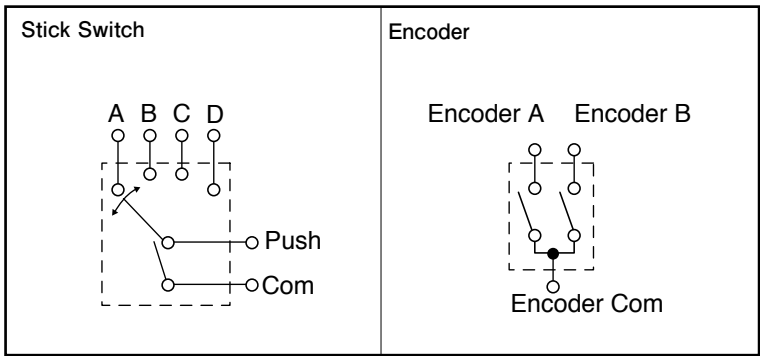 Stick Switch
A B C D
Push
Com
Encoder
Encoder A Encoder B
Encoder Com